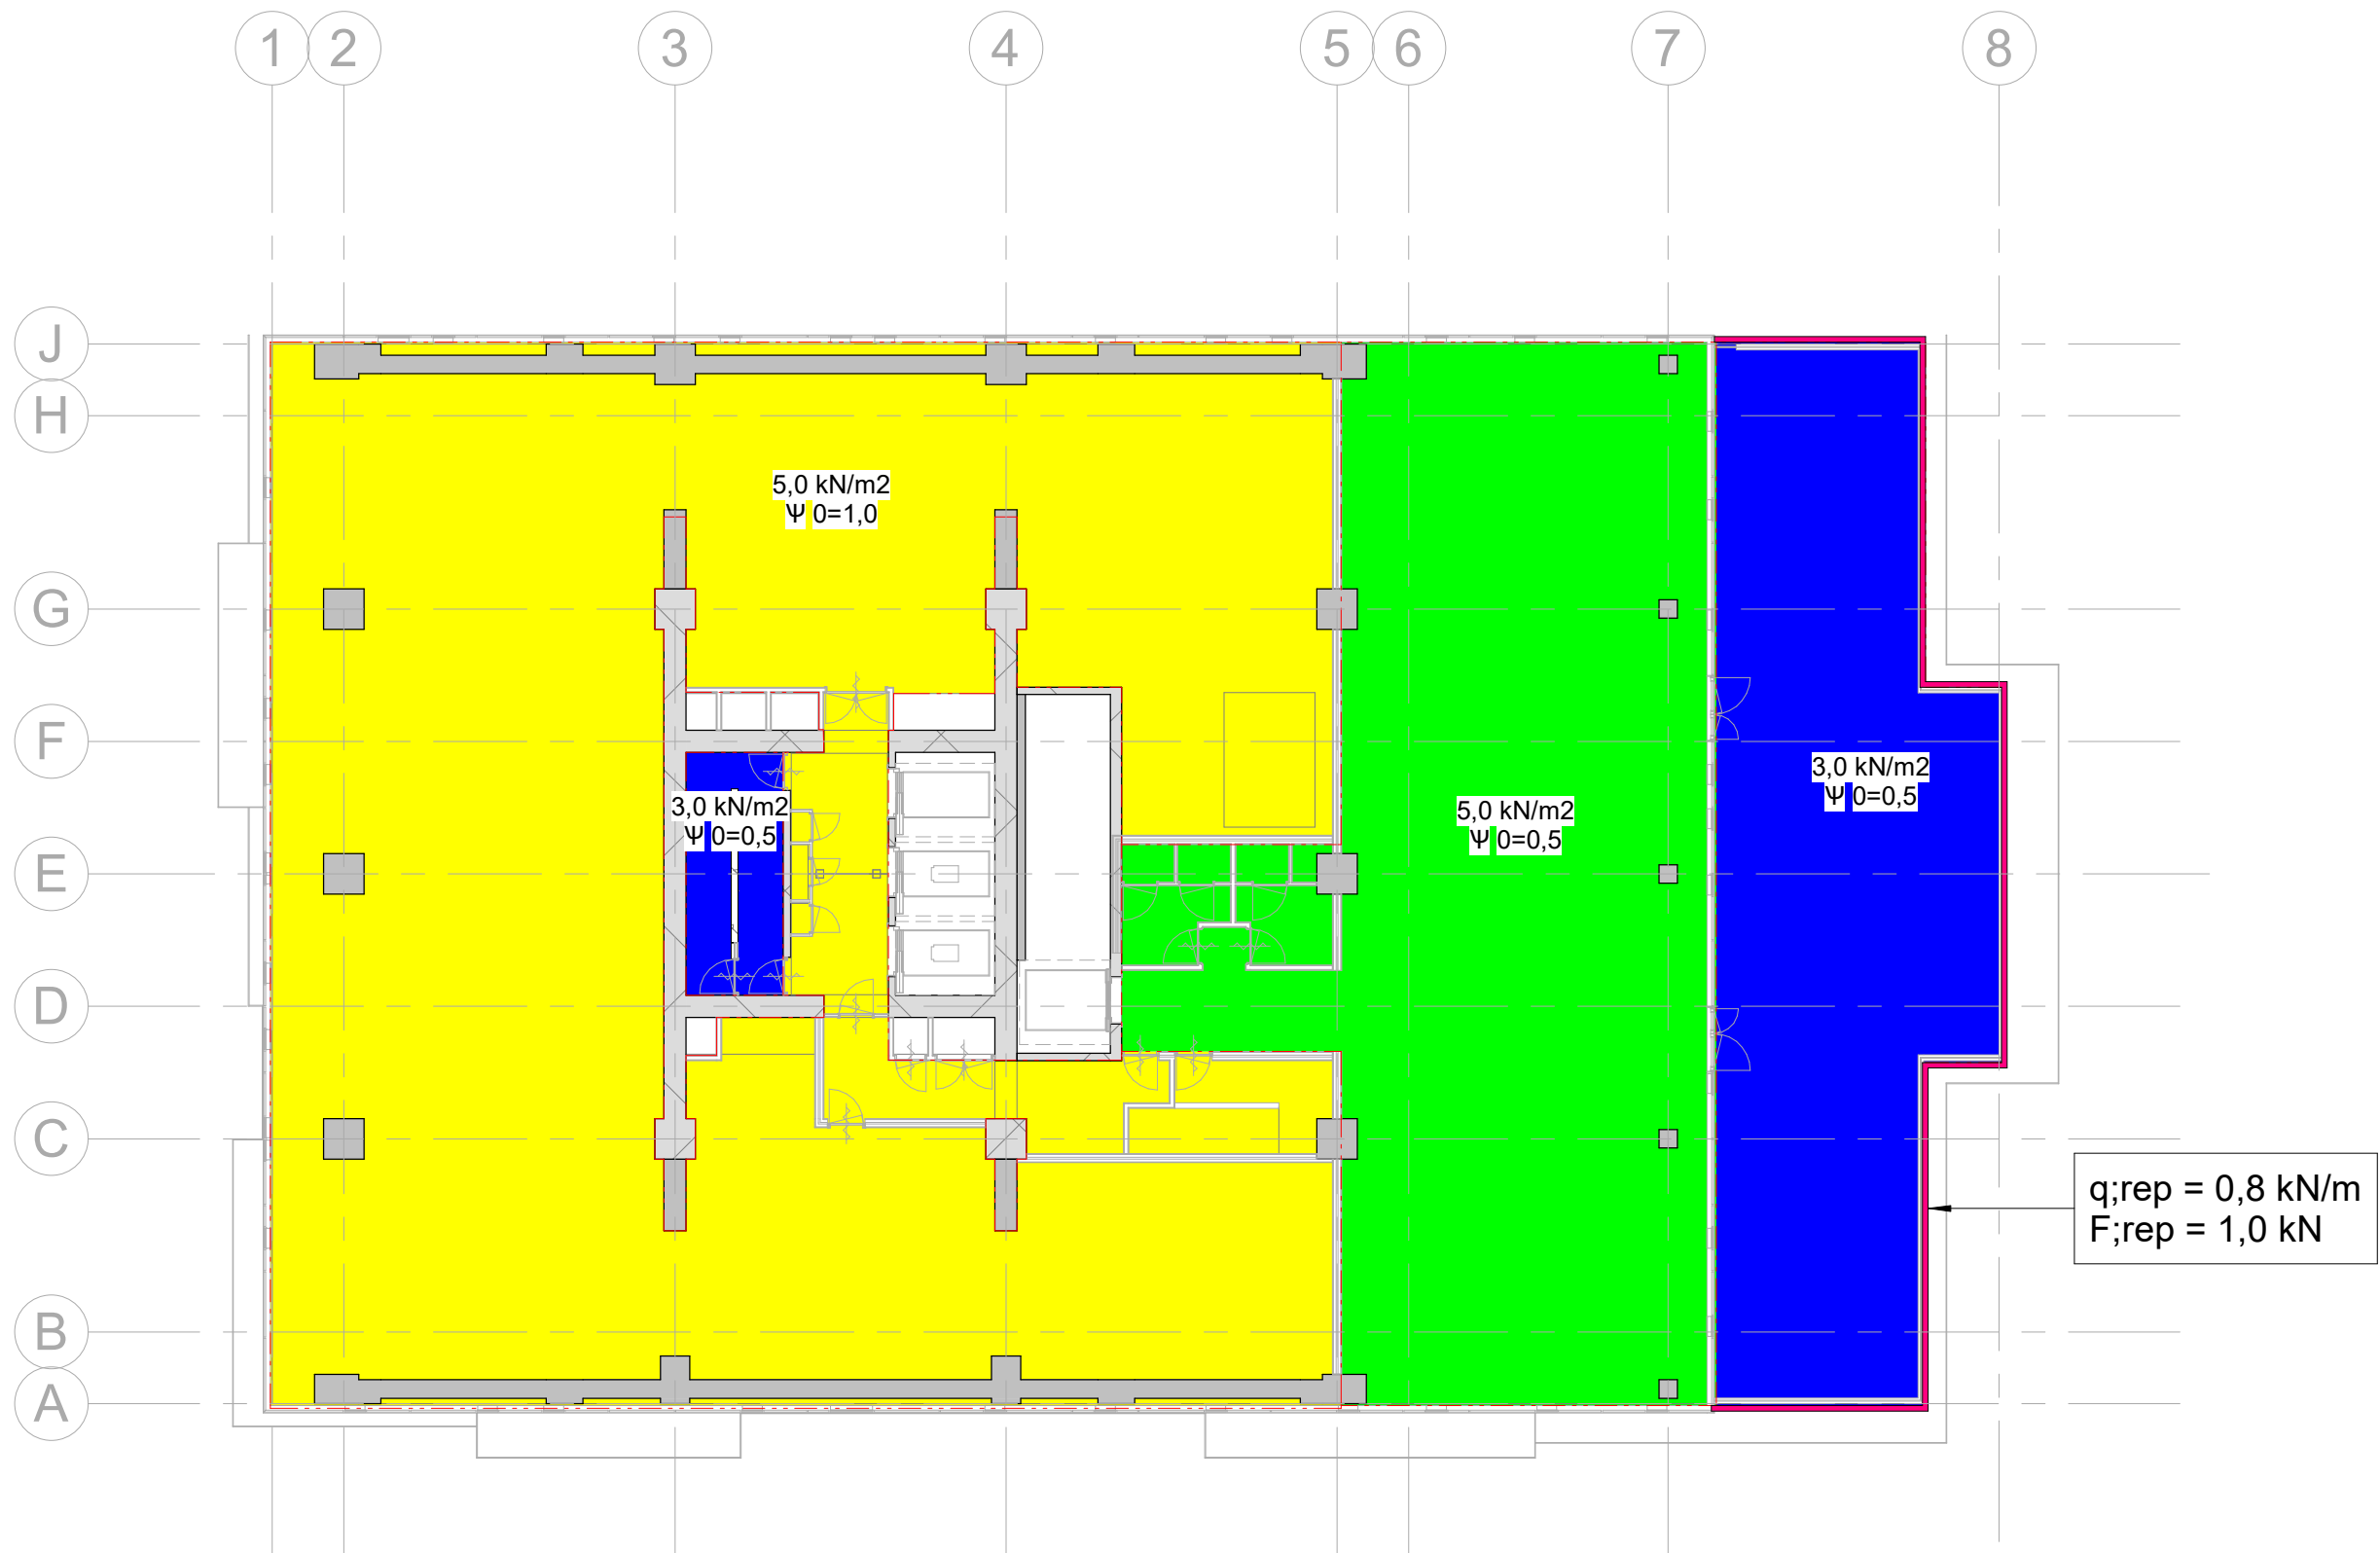 1 2 3 4 5 6 7 8
J
H
G
F
E
D
C
B
A
5,0 kN/m2
Ψ 0=1,0
3,0 kN/m2
Ψ 0=0,5
5,0 kN/m2
Ψ 0=0,5
3,0 kN/m2
Ψ 0=0,5
q;rep = 0,8 kN/m
F;rep = 1,0 kN